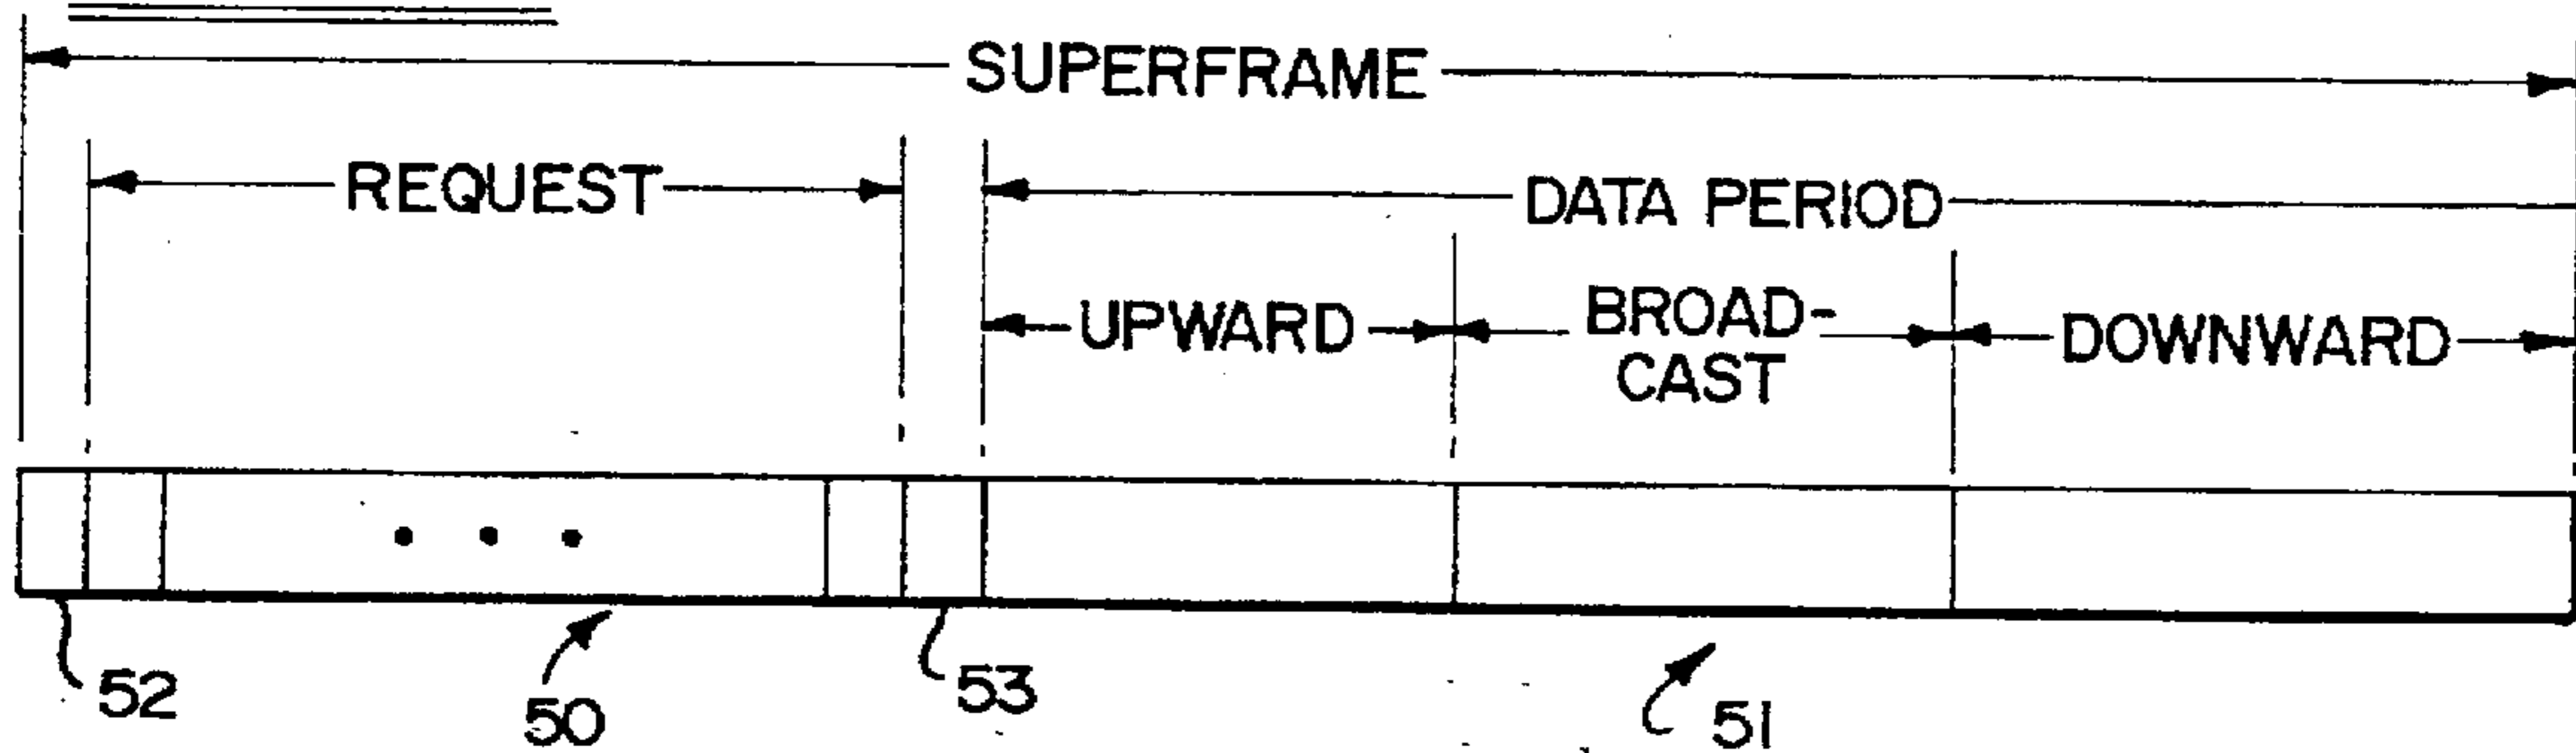 SUPERFRAME
REQUEST
DATA PERIOD
UPWARD
BROAD-
CAST
DOWNWARD
52
50
53
51